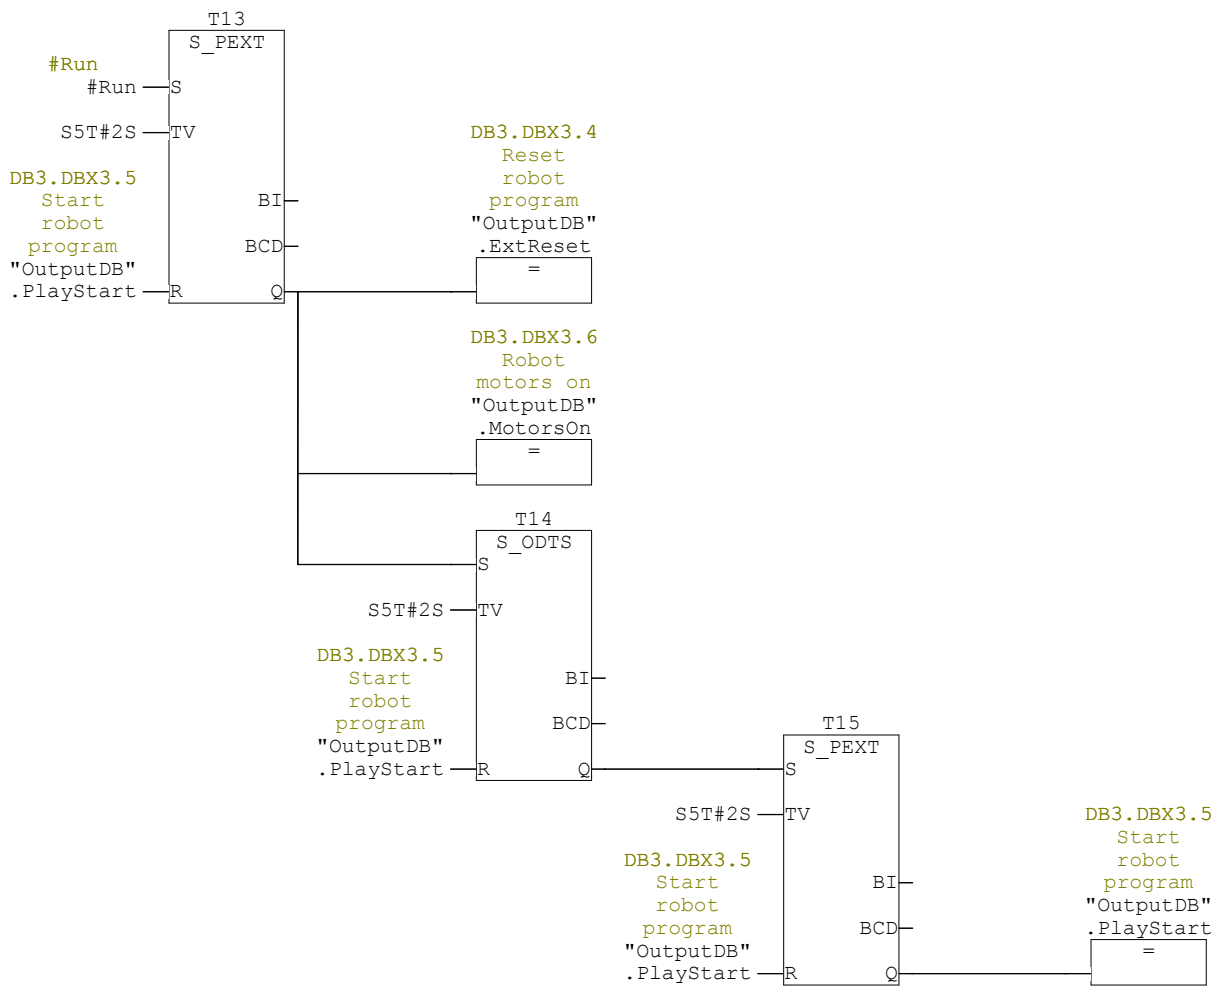 T13
S_PEXT
#Run
#Run
S
S5T#2S
TV
DB3.DBX3.5
Start
robot
program
"OutputDB"
.PlayStart
R
BI
BCD
Q
DB3.DBX3.4
Reset
robot
program
"OutputDB"
.ExtReset
=
DB3.DBX3.6
Robot
motors on
"OutputDB"
.MotorsOn
=
T14
S_ODTS
S
S5T#2S
TV
DB3.DBX3.5
Start
robot
program
"OutputDB"
.PlayStart
R
BI
BCD
Q
T15
S_PEXT
S
S5T#2S
TV
DB3.DBX3.5
Start
robot
program
"OutputDB"
.PlayStart
R
BI
BCD
Q
DB3.DBX3.5
Start
robot
program
"OutputDB"
.PlayStart
=